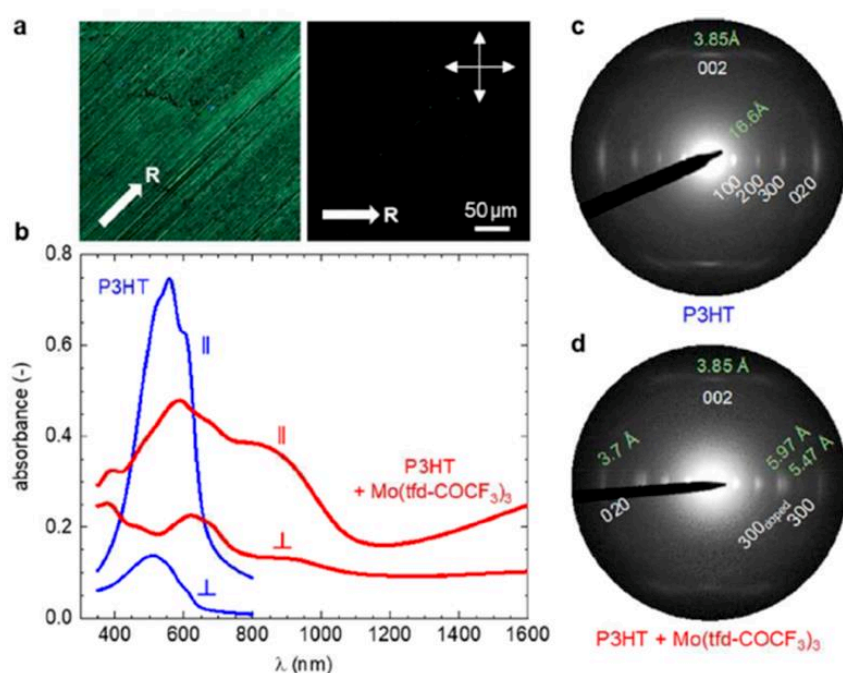 a
R
R
50 µm
b
0.8
0.6
0.4
0.2
0.0
absorbance (-)
P3HT
||
||
P3HT
+ Mo(tfd-COCF₃)₃
⊥
⊥
400 600 800 1000 1200 1400 1600
λ (nm)
c
3.85Å
002
16.6Å
100 200 300 020
P3HT
d
3.85 Å
002
3.7 Å
5.97 Å
5.47 Å
020
300doped 300
P3HT + Mo(tfd-COCF₃)₃